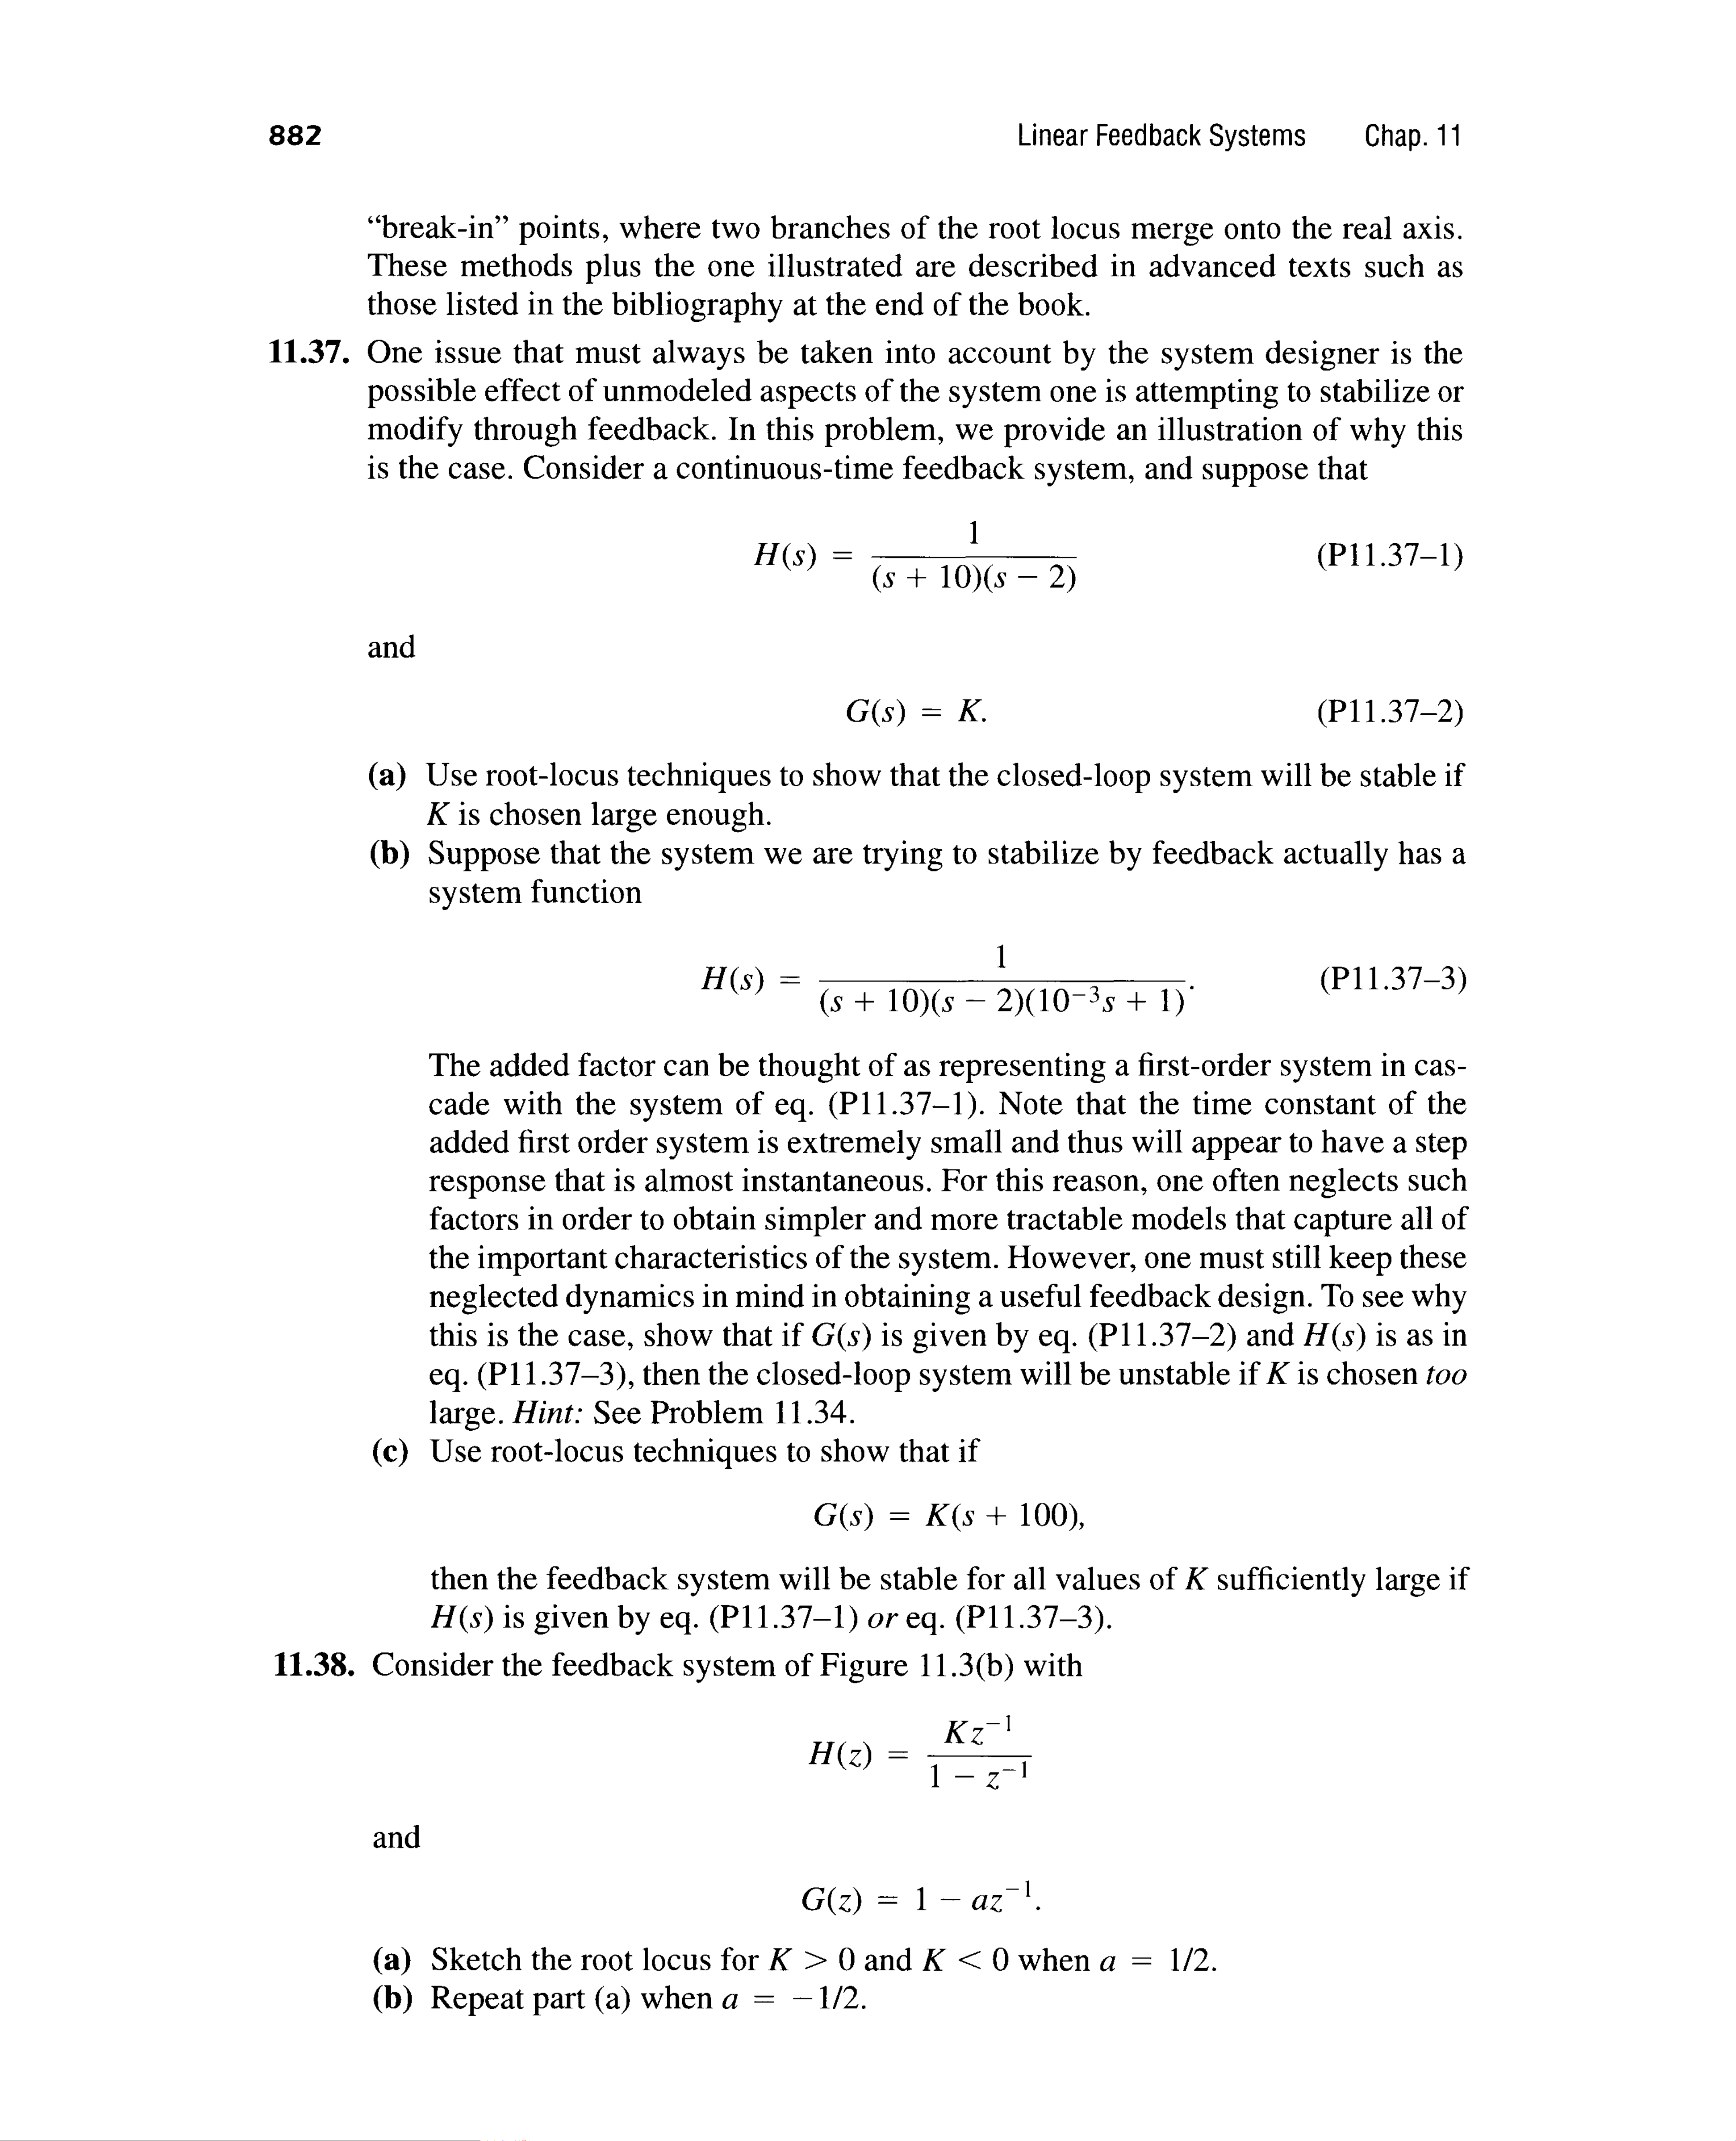 882 Linear Feedback Systems Chap. 11
“break-in” points, where two branches of the root locus merge onto the real axis.
These methods plus the one illustrated are described in advanced texts such as
those listed in the bibliography at the end of the book.
11.37. One issue that must always be taken into account by the system designer is the
possible effect of unmodeled aspects of the system one is attempting to stabilize or
modify through feedback. In this problem, we provide an illustration of why this
is the case. Consider a continuous-time feedback system, and suppose that
H(s) = 1 / ((s + 10)(s − 2)) (P11.37–1)
and
G(s) = K. (P11.37–2)
(a) Use root-locus techniques to show that the closed-loop system will be stable if
K is chosen large enough.
(b) Suppose that the system we are trying to stabilize by feedback actually has a
system function
H(s) = 1 / ((s + 10)(s − 2)(10⁻³s + 1)). (P11.37–3)
The added factor can be thought of as representing a first-order system in cas-
cade with the system of eq. (P11.37–1). Note that the time constant of the
added first order system is extremely small and thus will appear to have a step
response that is almost instantaneous. For this reason, one often neglects such
factors in order to obtain simpler and more tractable models that capture all of
the important characteristics of the system. However, one must still keep these
neglected dynamics in mind in obtaining a useful feedback design. To see why
this is the case, show that if G(s) is given by eq. (P11.37–2) and H(s) is as in
eq. (P11.37–3), then the closed-loop system will be unstable if K is chosen too
large. Hint: See Problem 11.34.
(c) Use root-locus techniques to show that if
G(s) = K(s + 100),
then the feedback system will be stable for all values of K sufficiently large if
H(s) is given by eq. (P11.37–1) or eq. (P11.37–3).
11.38. Consider the feedback system of Figure 11.3(b) with
H(z) = Kz⁻¹ / (1 − z⁻¹)
and
G(z) = 1 − az⁻¹.
(a) Sketch the root locus for K > 0 and K < 0 when a = 1/2.
(b) Repeat part (a) when a = −1/2.